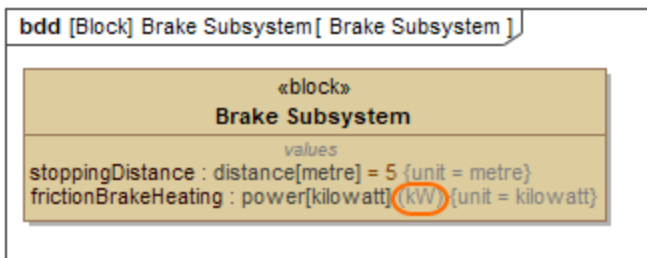 bdd [Block] Brake Subsystem[ Brake Subsystem ]
«block»
Brake Subsystem
values
stoppingDistance : distance[metre] = 5 {unit = metre}
frictionBrakeHeating : power[kilowatt] (kW) {unit = kilowatt}